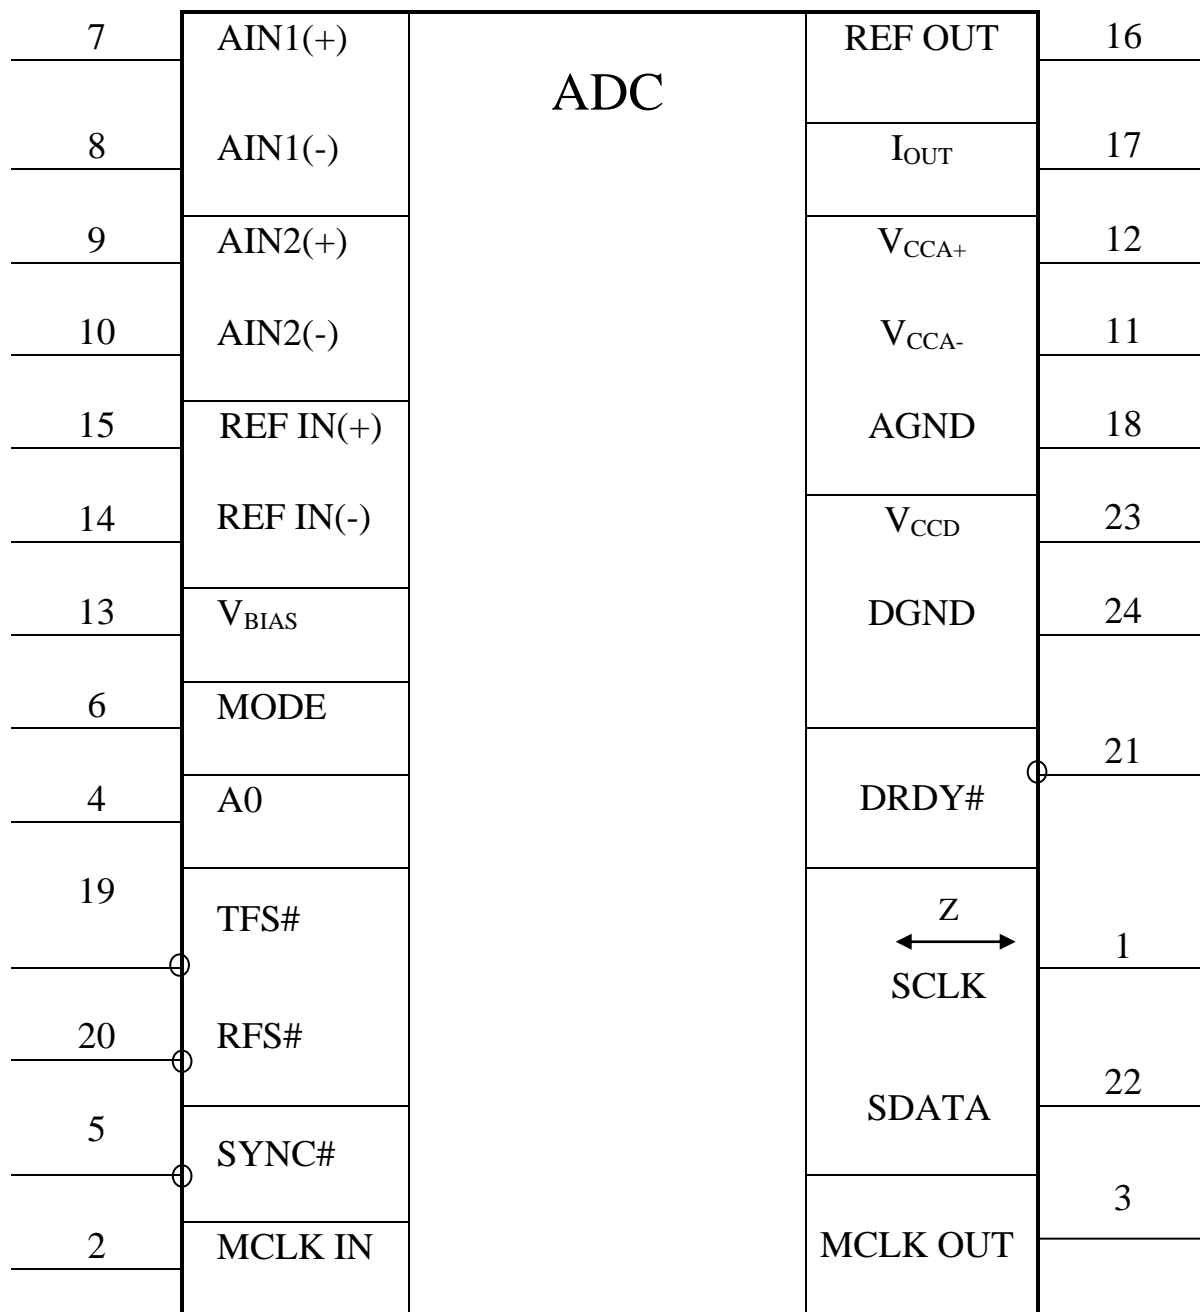 7 AIN1(+) ADC REF OUT 16
8 AIN1(-) IOUT 17
9 AIN2(+) VCCA+ 12
10 AIN2(-) VCCA- 11
15 REF IN(+) AGND 18
14 REF IN(-) VCCD 23
13 VBIAS DGND 24
6 MODE 21
4 A0 DRDY#
19 TFS# Z 1
SCLK
20 RFS# 22
SDATA
5 SYNC# 3
2 MCLK IN MCLK OUT